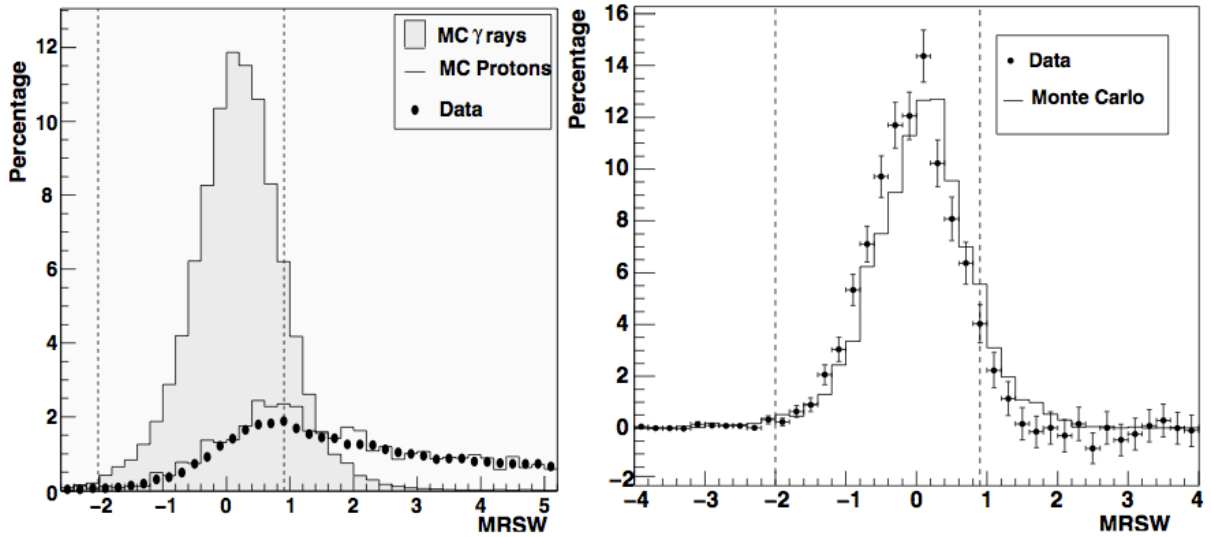 Percentage
12
10
8
6
4
2
0
MC γ rays
MC Protons
Data
−2 −1 0 1 2 3 4 5
MRSW
Percentage
16
14
12
10
8
6
4
2
0
−2
Data
Monte Carlo
−4 −3 −2 −1 0 1 2 3 4
MRSW